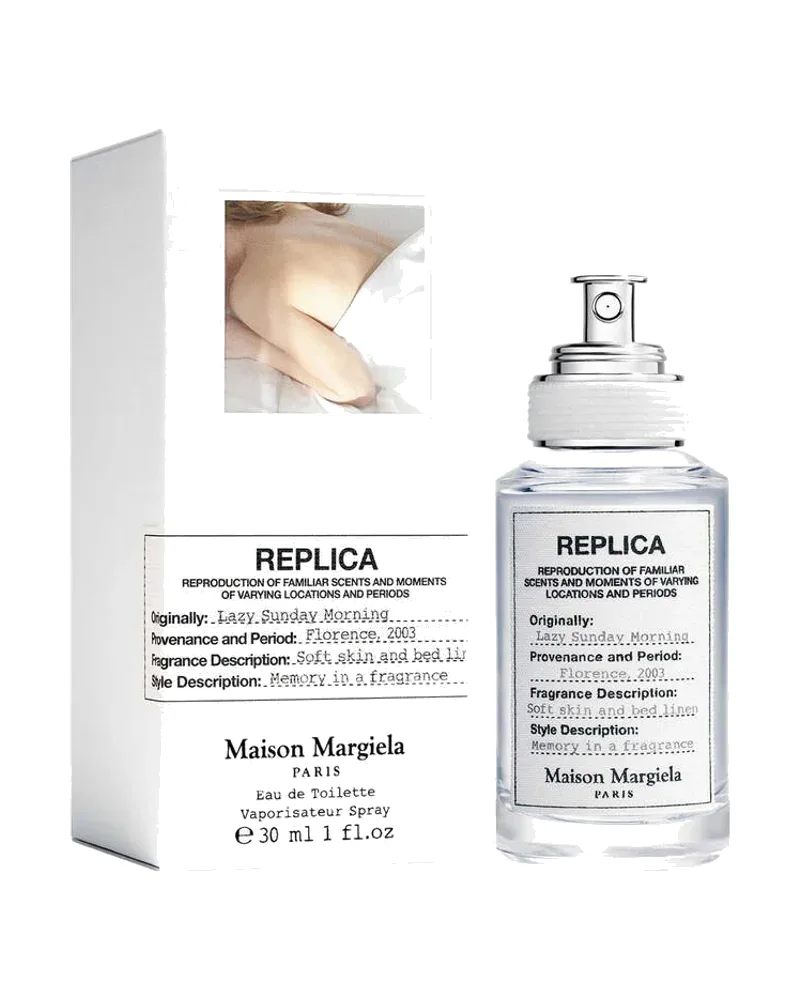 REPLICA
REPRODUCTION OF FAMILIAR SCENTS AND MOMENTS
OF VARYING LOCATIONS AND PERIODS
Originally: Lazy Sunday Morning
Provenance and Period: Florence, 2003
Fragrance Description: Soft skin and bed lin
Style Description: Memory in a fragrance
Maison Margiela
PARIS
Eau de Toilette
Vaporisateur Spray
℮ 30 ml 1 fl.oz
REPLICA
REPRODUCTION OF FAMILIAR
SCENTS AND MOMENTS OF VARYING
LOCATIONS AND PERIODS
Originally:
Lazy Sunday Morning
Provenance and Period:
Florence, 2003
Fragrance Description:
Soft skin and bed linen
Style Description:
Memory in a fragrance
Maison Margiela
PARIS